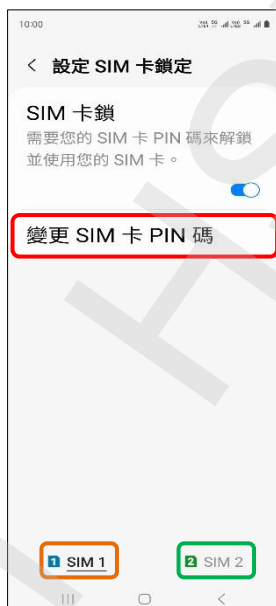 10:00
設定 SIM 卡鎖定
SIM 卡鎖
需要您的 SIM 卡 PIN 碼來解鎖
並使用您的 SIM 卡。
變更 SIM 卡 PIN 碼
1 SIM 1
2 SIM 2